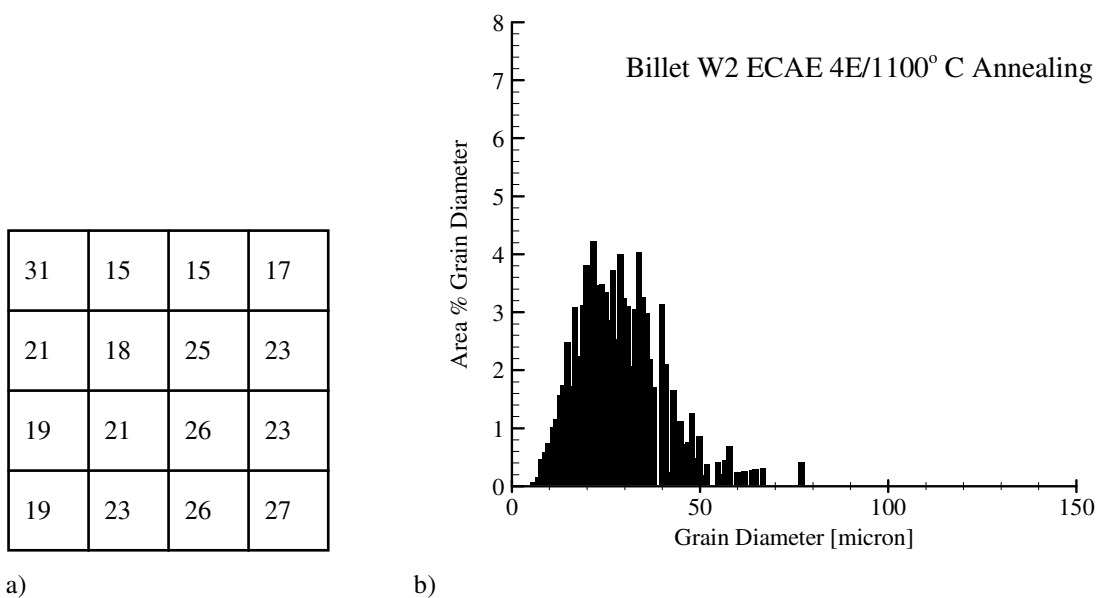 31 15 15 17
21 18 25 23
19 21 26 23
19 23 26 27
a)
Billet W2 ECAE 4E/1100° C Annealing
Area % Grain Diameter
8
7
6
5
4
3
2
1
0
0 50 100 150
Grain Diameter [micron]
b)